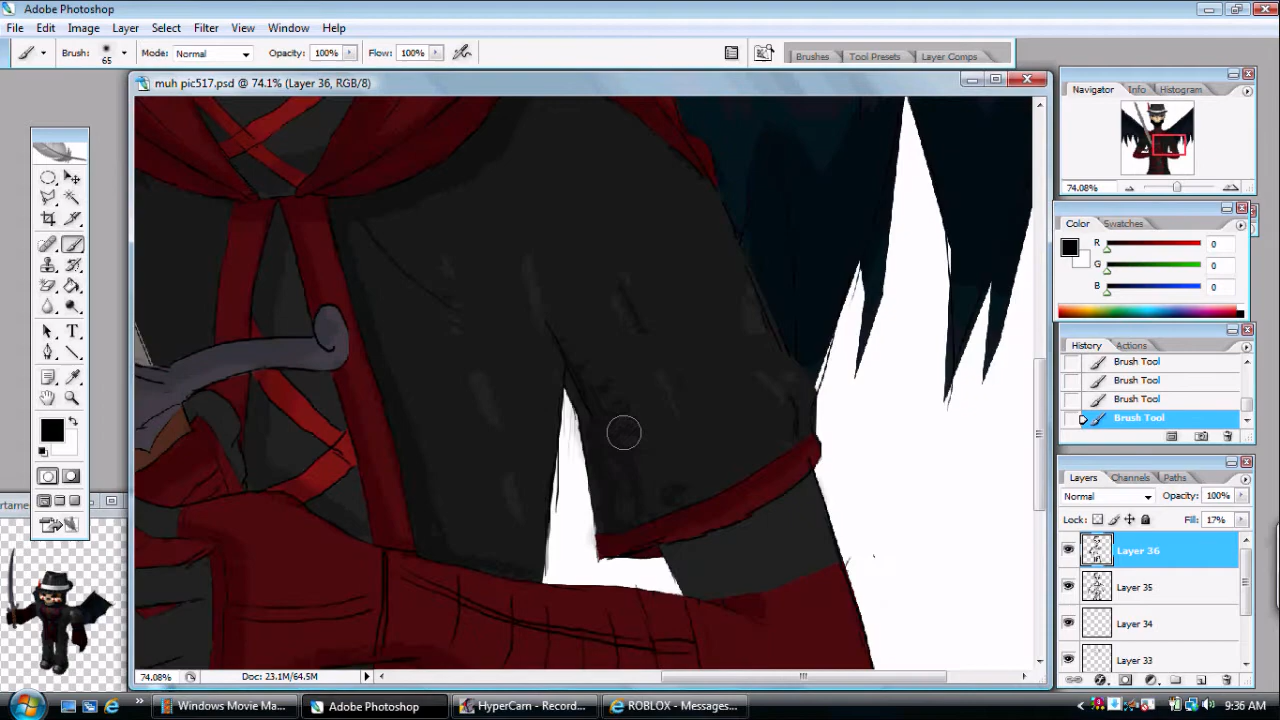 Adobe Photoshop
File Edit Image Layer Select Filter View Window Help
Brush: 65 Mode: Normal Opacity: 100% Flow: 100% Brushes Tool Presets Layer Comps
muh pic517.psd @ 74.1% (Layer 36, RGB/8)
Navigator Info Histogram
74.08%
Color Swatches
R 0
G 0
B 0
History Actions
Brush Tool
Brush Tool
Brush Tool
Brush Tool
Layers Channels Paths
Normal Opacity: 100%
Lock: Fill: 17%
Layer 36
Layer 35
Layer 34
Layer 33
74.08% Doc: 23.1M/64.5M
Windows Movie Ma... Adobe Photoshop HyperCam - Recor... ROBLOX - Messages... 9:36 AM